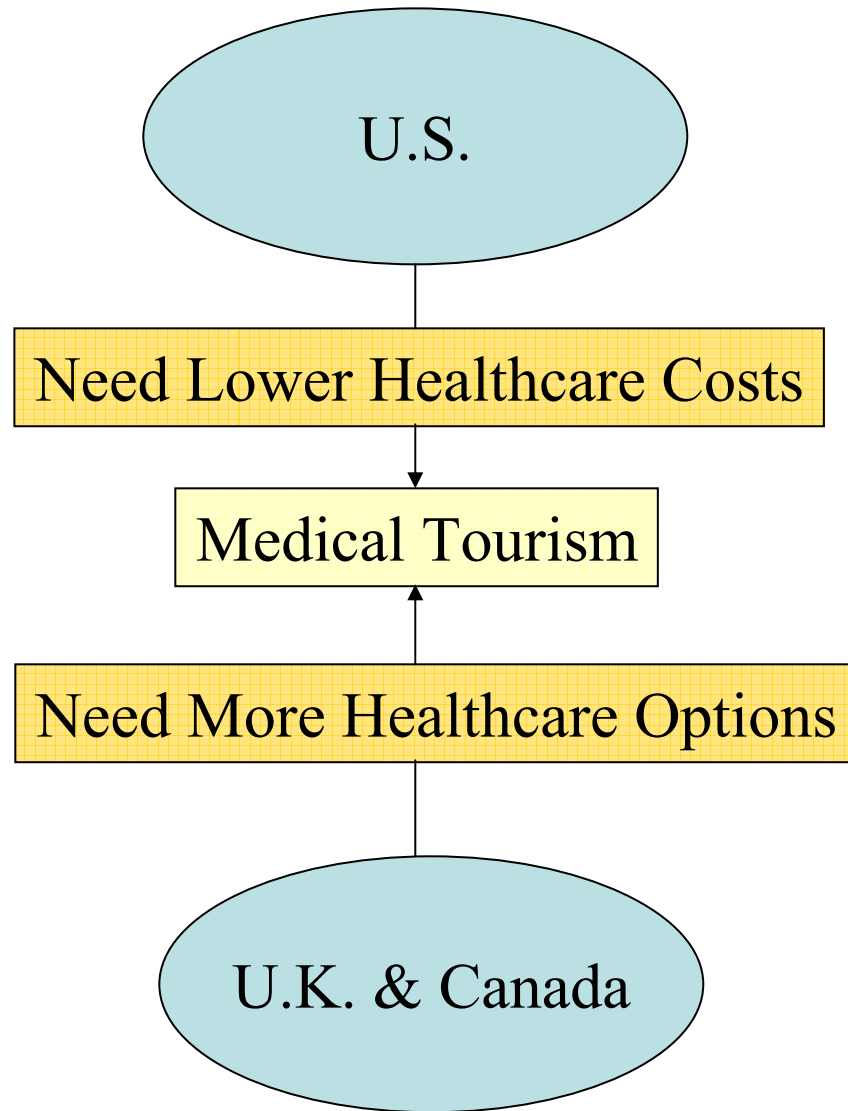 U.S.
Need Lower Healthcare Costs
Medical Tourism
Need More Healthcare Options
U.K. & Canada